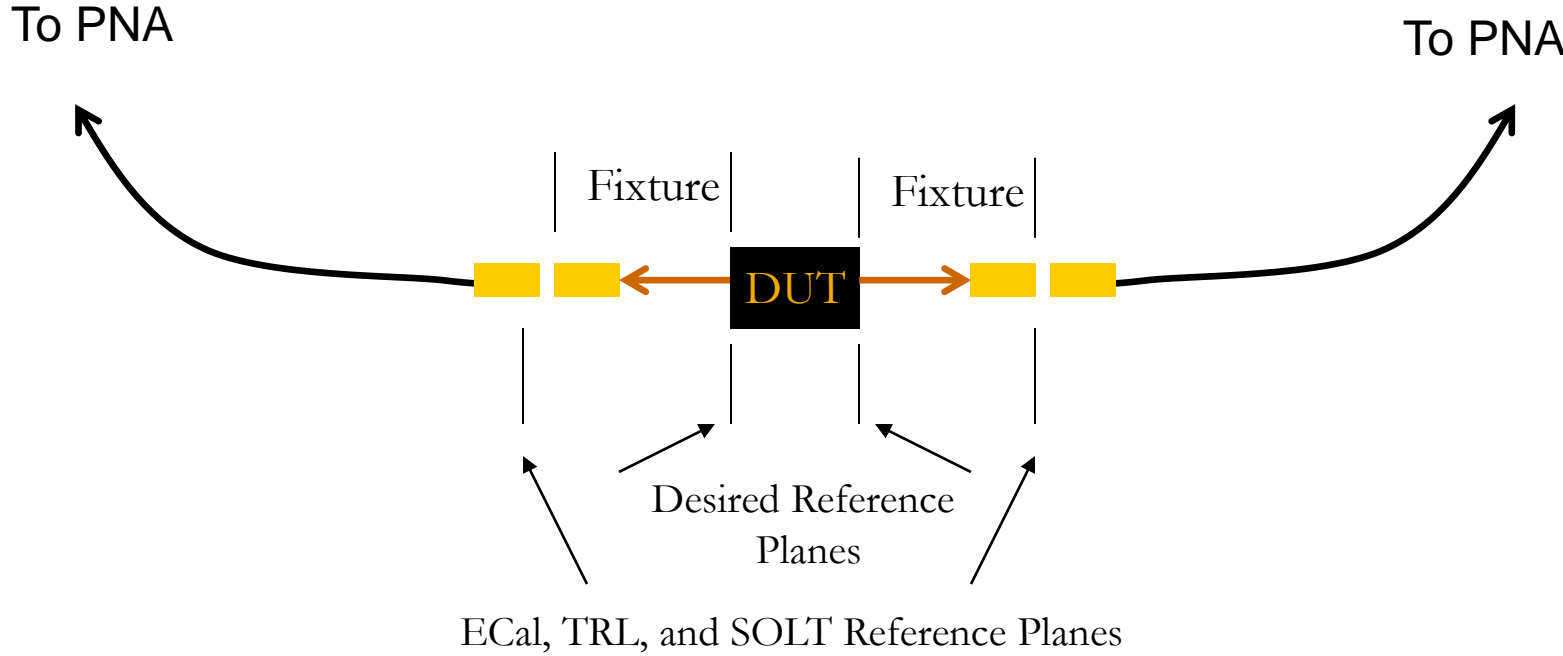 To PNA
To PNA
Fixture
Fixture
DUT
Desired Reference
Planes
ECal, TRL, and SOLT Reference Planes